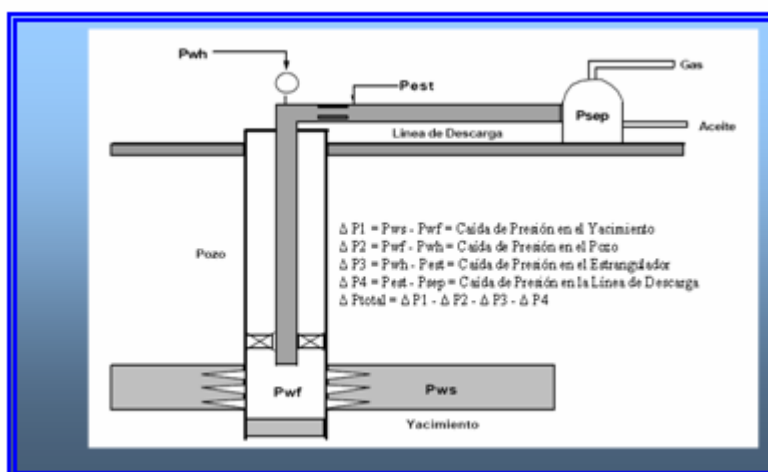 Pwh
Pest
Gas
Psep
Aceite
Línea de Descarga
Pozo
Δ P1 = Pws - Pwf = Caída de Presión en el Yacimiento
Δ P2 = Pwf - Pwh = Caída de Presión en el Pozo
Δ P3 = Pwh - Pest = Caída de Presión en el Estrangulador
Δ P4 = Pest - Psep = Caída de Presión en la Línea de Descarga
Δ Ptotal = Δ P1 - Δ P2 - Δ P3 - Δ P4
Pwf
Pws
Yacimiento